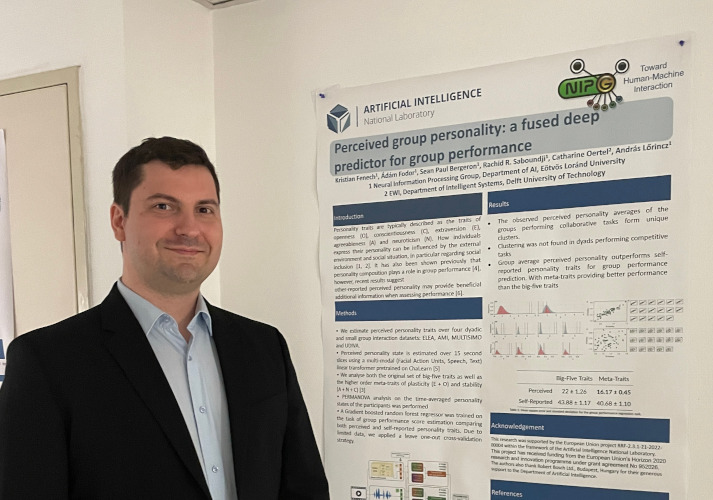 ARTIFICIAL INTELLIGENCE
National Laboratory
NIPG
Toward
Human-Machine
Interaction
Perceived group personality: a fused deep
predictor for group performance
Kristian Fenech¹, Ádám Fodor¹, Sean Paul Bergeron¹, Rachid R. Saboundji¹, Catharine Oertel², András Lőrincz¹
1 Neural Information Processing Group, Department of AI, Eötvös Loránd University
2 EWI, Department of Intelligent Systems, Delft University of Technology
Introduction
Personality traits are typically described as the traits of
openness (O), conscientiousness (C), extraversion (E),
agreeableness (A) and neuroticism (N). How individuals
express their personality can be influenced by the external
environment and social situation, in particular regarding social
inclusion [1, 2]. It has also been shown previously that
personality composition plays a role in group performance [4],
however, recent results suggest
other-reported perceived personality may provide beneficial
additional information when assessing performance [6].
Methods
• We estimate perceived personality traits over four dyadic
and small group interaction datasets: ELEA, AMI, MULTISIMO
and UDIVA.
• Perceived personality state is estimated over 15 second
slices using a multi-modal (Facial Action Units, Speech, Text)
linear transformer pretrained on ChaLearn [5]
• We analyse both the original set of big-five traits as well as
the higher order meta-traits of plasticity (E + O) and stability
(A + N + C) [3]
• PERMANOVA analysis on the time-averaged personality
states of the participants was performed
• A Gradient boosted random forest regressor was trained on
the task of group performance score estimation comparing
both perceived and self-reported personality traits. Due to
limited data, we applied a leave one-out cross-validation
strategy.
Results
• The observed perceived personality averages of the
groups performing collaborative tasks form unique
clusters.
• Clustering was not found in dyads performing competitive
tasks
• Group average perceived personality outperforms self-
reported personality traits for group performance
prediction. With meta-traits providing better performance
than the big-five traits
Big-Five Traits Meta-Traits
Perceived 22 ± 1.26 16.17 ± 0.45
Self-Reported 43.88 ± 1.17 40.68 ± 1.10
Acknowledgement
This research was supported by the European Union project RRF-2.3.1-21-2022-
00004 within the framework of the Artificial Intelligence National Laboratory.
This project has received funding from the European Union's Horizon 2020
research and innovation programme under grant agreement No 952026.
The authors also thank Robert Bosch Ltd., Budapest, Hungary for their generous
support to the Department of Artificial Intelligence.
References